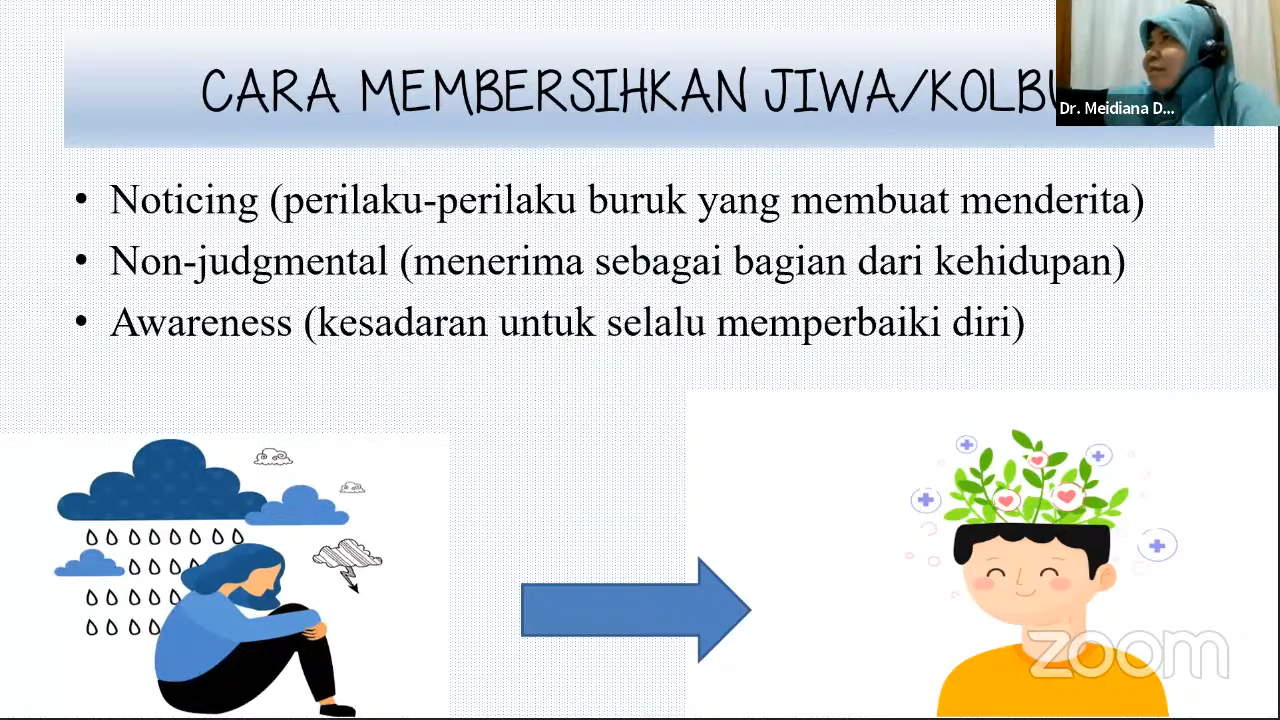 CARA MEMBERSIHKAN JIWA/KOLBU
Dr. Meidiana D...
• Noticing (perilaku-perilaku buruk yang membuat menderita)
• Non-judgmental (menerima sebagai bagian dari kehidupan)
• Awareness (kesadaran untuk selalu memperbaiki diri)
zoom